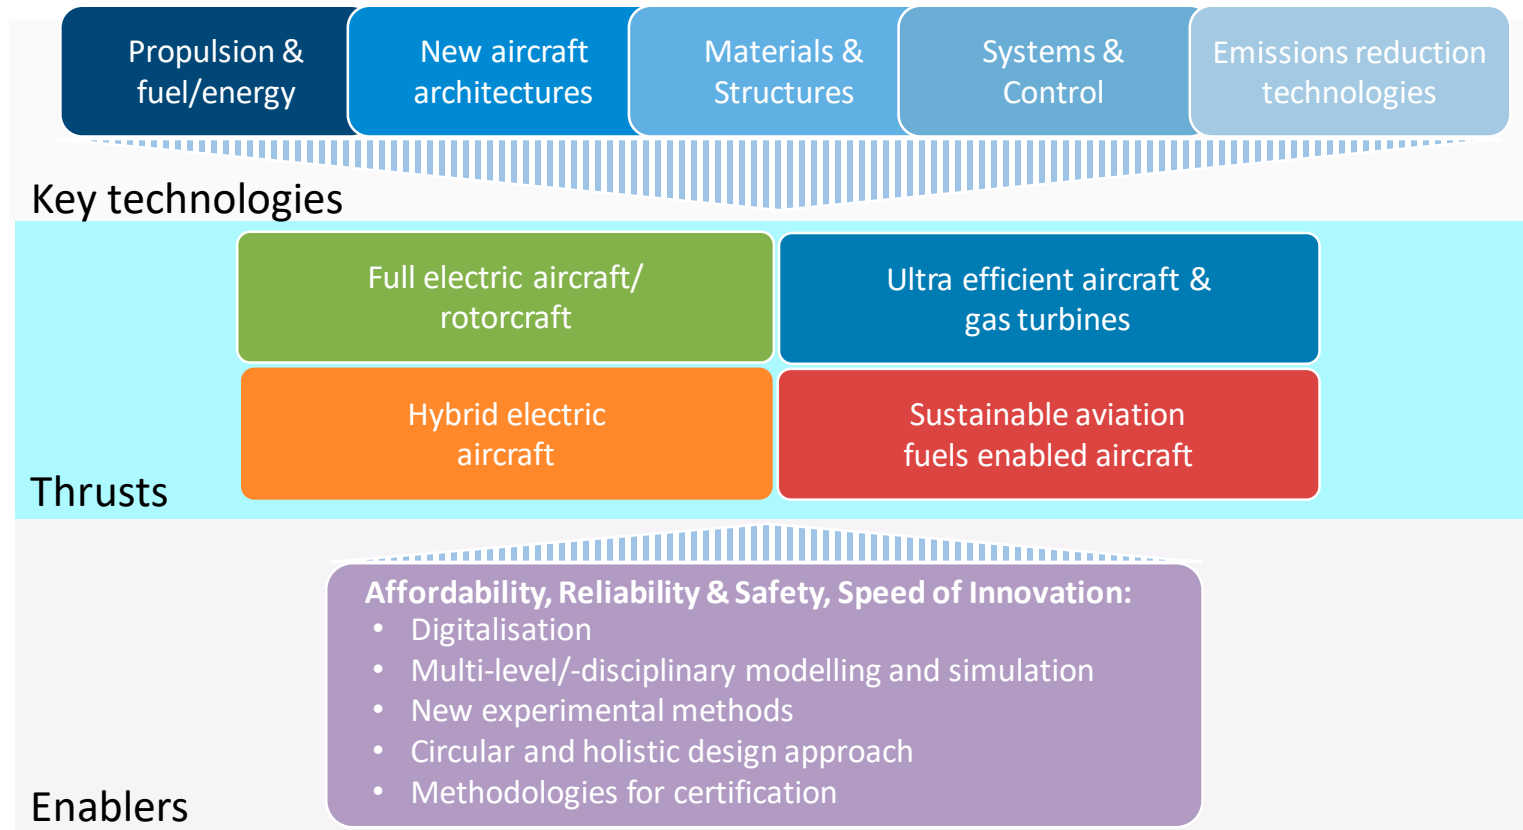 Propulsion &
fuel/energy
New aircraft
architectures
Materials &
Structures
Systems &
Control
Emissions reduction
technologies
Key technologies
Full electric aircraft/
rotorcraft
Ultra efficient aircraft &
gas turbines
Hybrid electric
aircraft
Sustainable aviation
fuels enabled aircraft
Thrusts
Affordability, Reliability & Safety, Speed of Innovation:
• Digitalisation
• Multi-level/-disciplinary modelling and simulation
• New experimental methods
• Circular and holistic design approach
• Methodologies for certification
Enablers